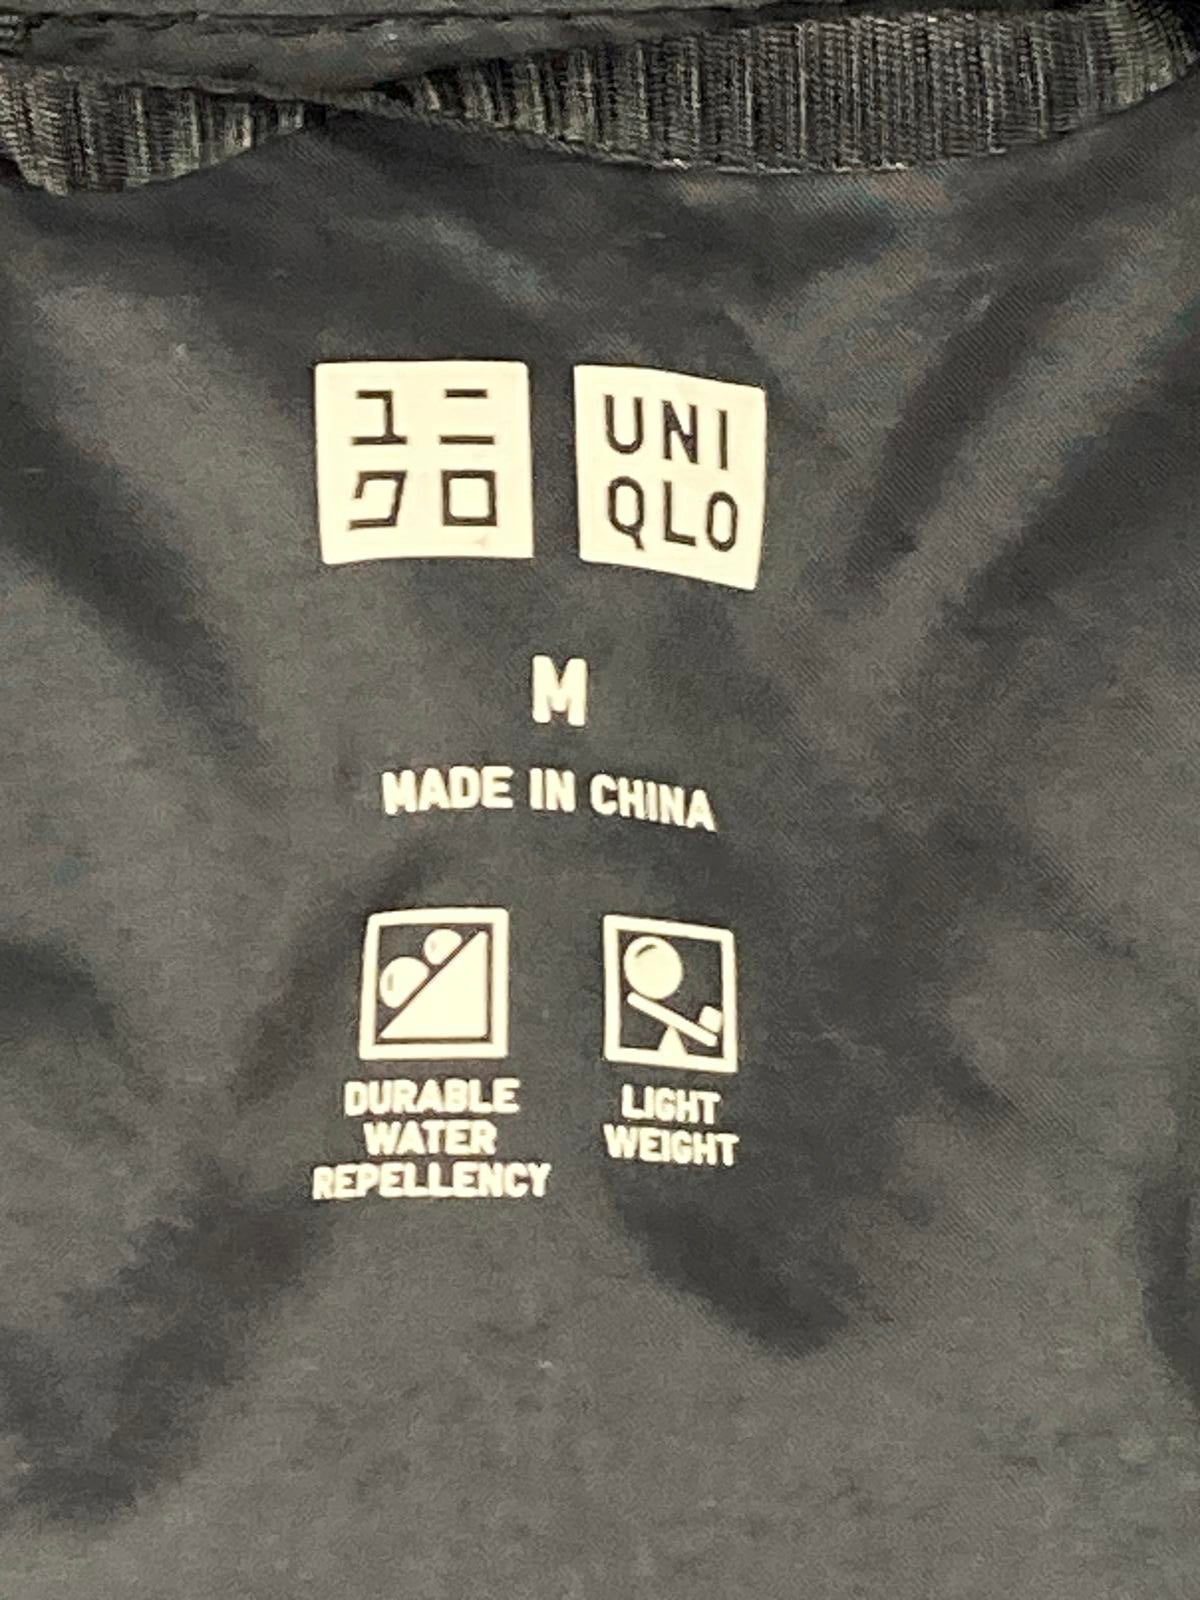 ユニ
クロ
UNI
QLO
M
MADE IN CHINA
DURABLE
WATER
REPELLENCY
LIGHT
WEIGHT